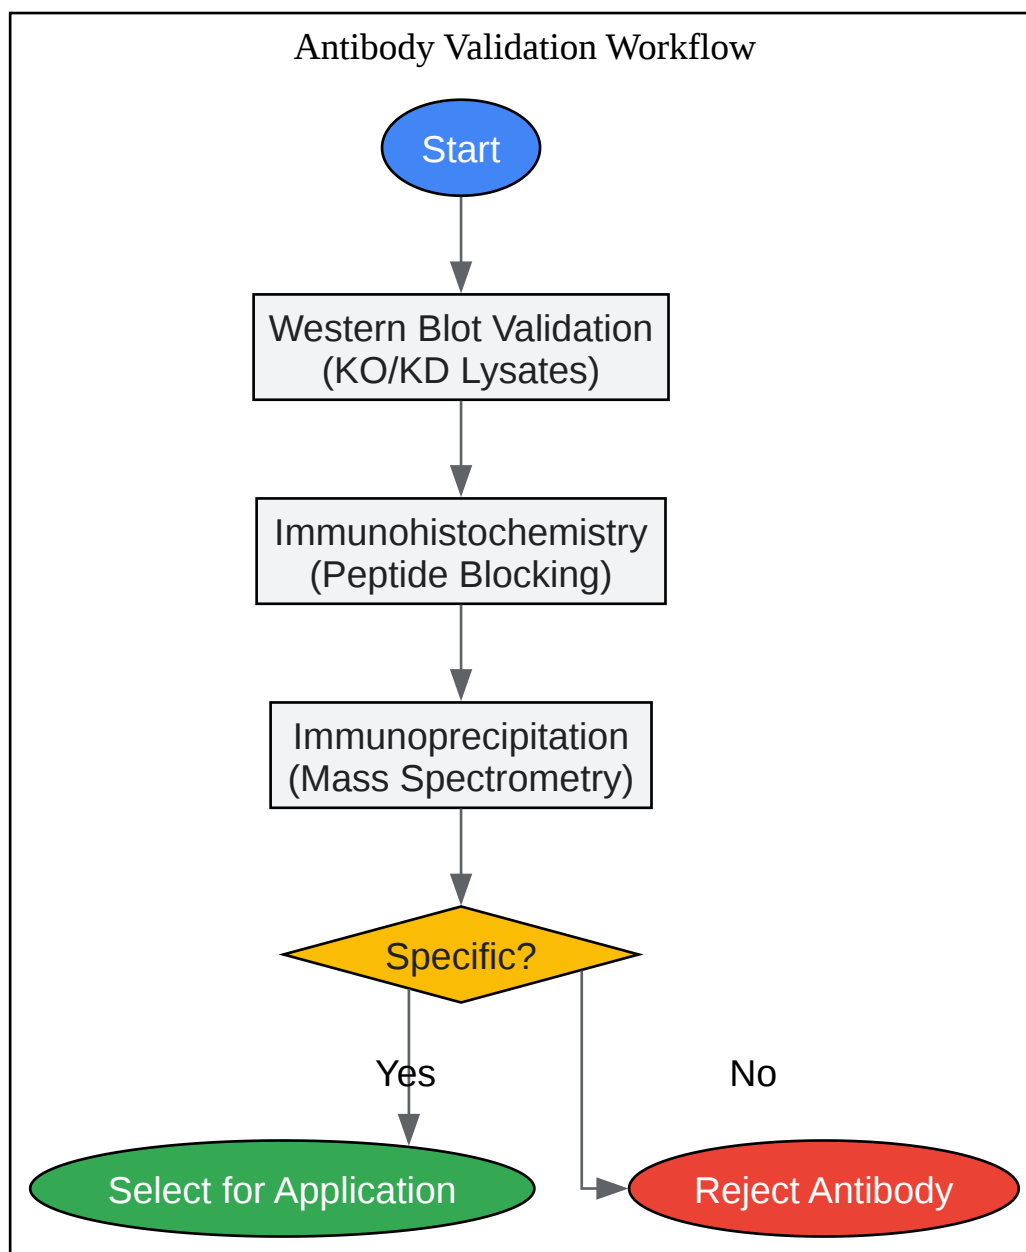 Antibody Validation Workflow
Start
Western Blot Validation
(KO/KD Lysates)
Immunohistochemistry
(Peptide Blocking)
Immunoprecipitation
(Mass Spectrometry)
Specific?
Yes
No
Select for Application
Reject Antibody